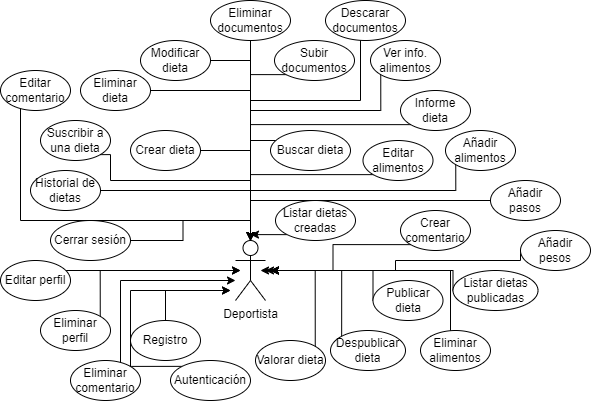 Eliminar
documentos
Descarar
documentos
Modificar
dieta
Subir
documentos
Ver info.
alimentos
Editar
comentario
Eliminar
dieta
Informe
dieta
Suscribir a
una dieta
Crear dieta
Buscar dieta
Editar
alimentos
Añadir
alimentos
Historial de
dietas
Añadir
pasos
Listar dietas
creadas
Crear
comentario
Cerrar sesión
Añadir
pesos
Editar perfil
Deportista
Publicar
dieta
Listar dietas
publicadas
Eliminar
perfil
Registro
Valorar dieta
Despublicar
dieta
Eliminar
alimentos
Eliminar
comentario
Autenticación